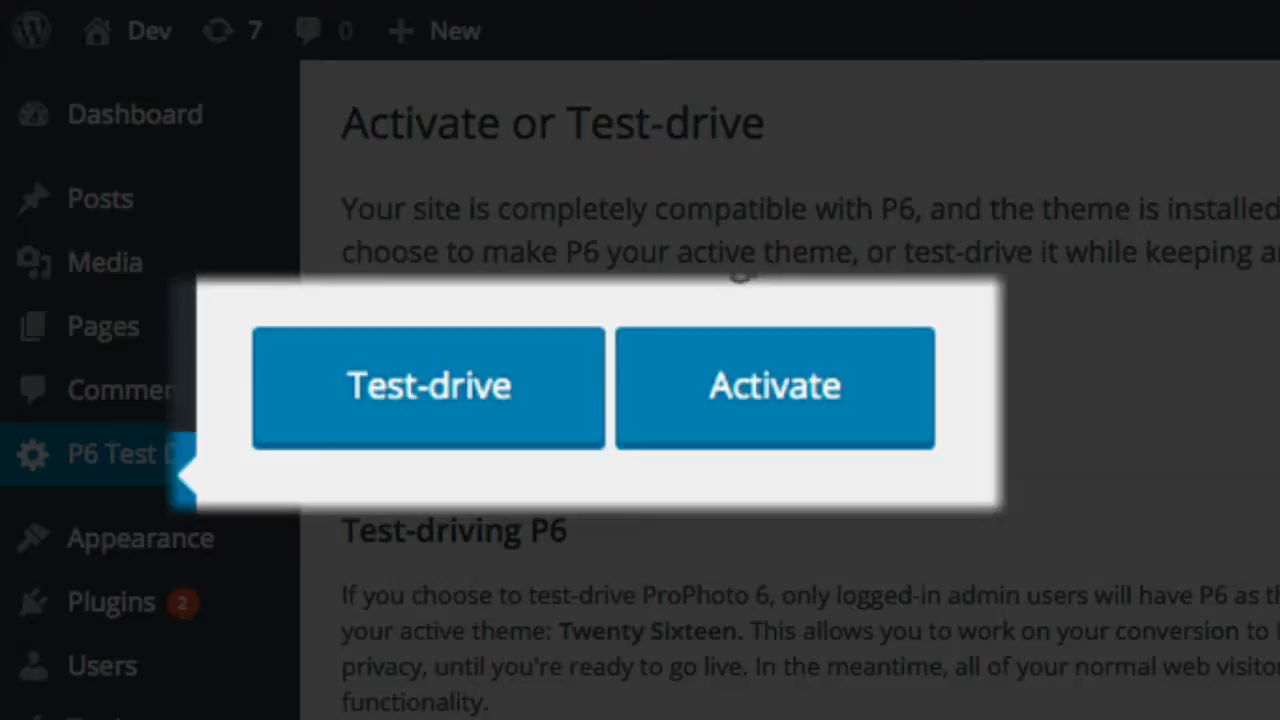 Dev 7 0 New
Dashboard
Posts
Media
Pages
P6 Test
Appearance
Plugins 2
Users
Activate or Test-drive
Your site is completely compatible with P6, and the theme is installed
choose to make P6 your active theme, or test-drive it while keeping
Test-drive Activate
Test-driving P6
If you choose to test-drive ProPhoto 6, only logged-in admin users will have P6 as
your active theme: Twenty Sixteen. This allows you to work on your conversion to
privacy, until you're ready to go live. In the meantime, all of your normal web
functionality.